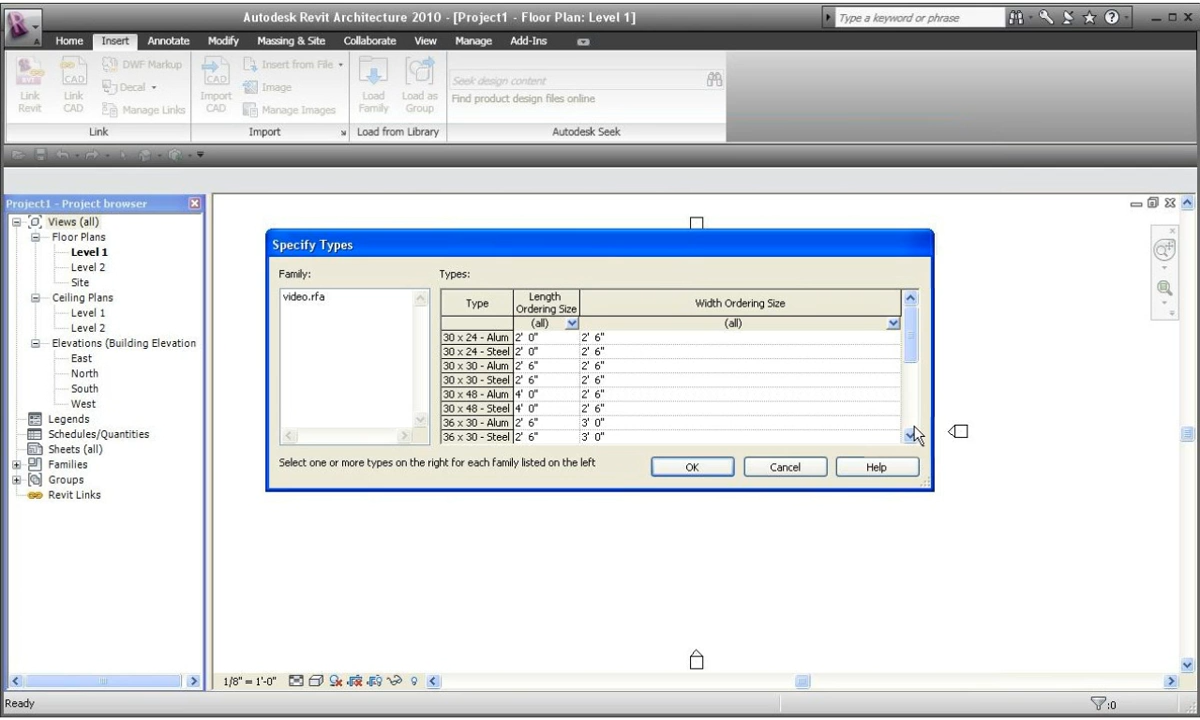 Autodesk Revit Architecture 2010 - [Project1 - Floor Plan: Level 1]
Type a keyword or phrase
Home Insert Annotate Modify Massing & Site Collaborate View Manage Add-Ins
Link Revit
Link CAD
DWF Markup
Decal
Manage Links
Import CAD
Insert from File
Image
Manage Images
Load Family
Load as Group
Seek design content
Find product design files online
Link
Import
Load from Library
Autodesk Seek
Project1 - Project browser
Views (all)
Floor Plans
Level 1
Level 2
Site
Ceiling Plans
Level 1
Level 2
Elevations (Building Elevation
East
North
South
West
Legends
Schedules/Quantities
Sheets (all)
Families
Groups
Revit Links
Specify Types
Family:
video.rfa
Types:
Type Length Ordering Size Width Ordering Size
(all) (all)
30 x 24 - Alum 2' 0" 2' 6"
30 x 24 - Steel 2' 0" 2' 6"
30 x 30 - Alum 2' 6" 2' 6"
30 x 30 - Steel 2' 6" 2' 6"
30 x 48 - Alum 4' 0" 2' 6"
30 x 48 - Steel 4' 0" 2' 6"
36 x 30 - Alum 2' 6" 3' 0"
36 x 30 - Steel 2' 6" 3' 0"
Select one or more types on the right for each family listed on the left
OK Cancel Help
1/8" = 1'-0"
Ready
:0